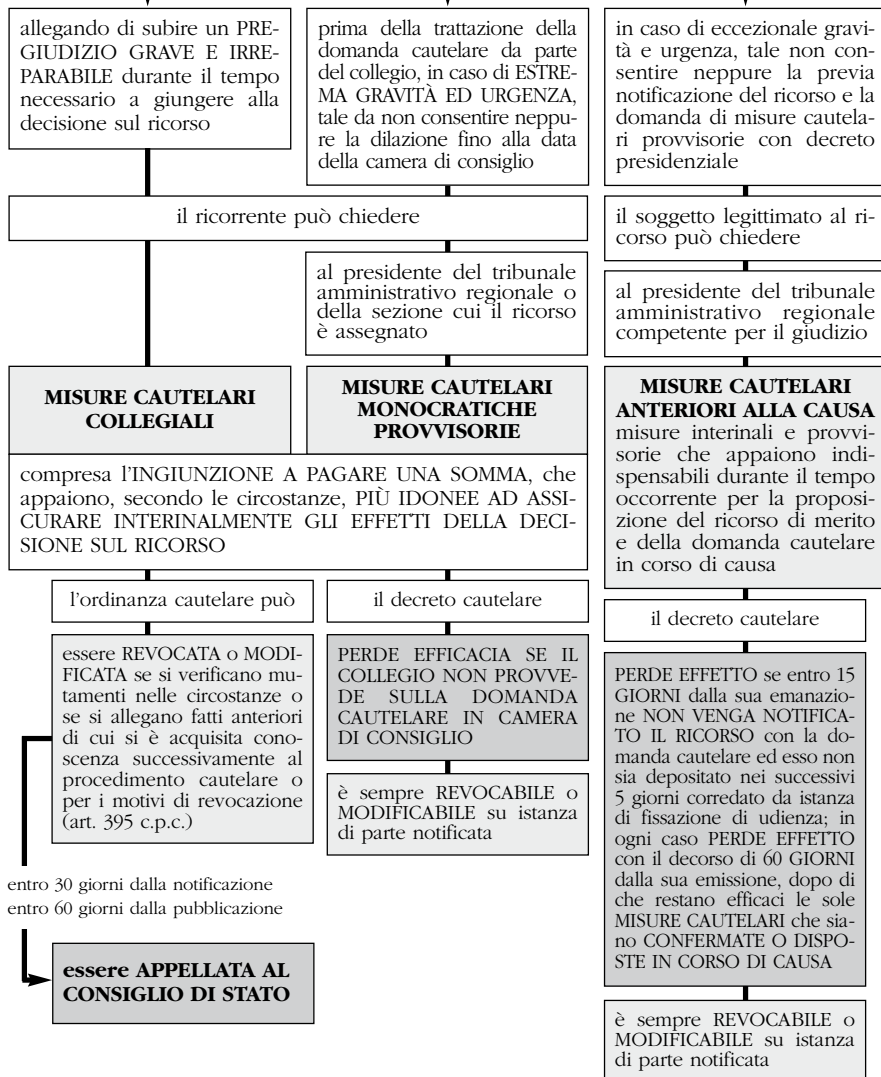 allegando di subire un PRE-
GIUDIZIO GRAVE E IRRE-
PARABILE durante il tempo
necessario a giungere alla
decisione sul ricorso
prima della trattazione della
domanda cautelare da parte
del collegio, in caso di ESTRE-
MA GRAVITÀ ED URGENZA,
tale da non consentire neppu-
re la dilazione fino alla data
della camera di consiglio
in caso di eccezionale gravi-
tà e urgenza, tale non con-
sentire neppure la previa
notificazione del ricorso e la
domanda di misure cautela-
ri provvisorie con decreto
presidenziale
il ricorrente può chiedere
il soggetto legittimato al ri-
corso può chiedere
al presidente del tribunale
amministrativo regionale o
della sezione cui il ricorso
è assegnato
al presidente del tribunale
amministrativo regionale
competente per il giudizio
MISURE CAUTELARI
COLLEGIALI
MISURE CAUTELARI
MONOCRATICHE
PROVVISORIE
MISURE CAUTELARI
ANTERIORI ALLA CAUSA
misure interinali e provvi-
sorie che appaiono indi-
spensabili durante il tempo
occorrente per la proposi-
zione del ricorso di merito
e della domanda cautelare
in corso di causa
compresa l'INGIUNZIONE A PAGARE UNA SOMMA, che
appaiono, secondo le circostanze, PIÙ IDONEE AD ASSI-
CURARE INTERINALMENTE GLI EFFETTI DELLA DECI-
SIONE SUL RICORSO
l'ordinanza cautelare può
il decreto cautelare
il decreto cautelare
essere REVOCATA o MODI-
FICATA se si verificano mu-
tamenti nelle circostanze o
se si allegano fatti anteriori
di cui si è acquisita cono-
scenza successivamente al
procedimento cautelare o
per i motivi di revocazione
(art. 395 c.p.c.)
PERDE EFFICACIA SE IL
COLLEGIO NON PROVVE-
DE SULLA DOMANDA
CAUTELARE IN CAMERA
DI CONSIGLIO
è sempre REVOCABILE o
MODIFICABILE su istanza
di parte notificata
PERDE EFFETTO se entro 15
GIORNI dalla sua emanazio-
ne NON VENGA NOTIFICA-
TO IL RICORSO con la do-
manda cautelare ed esso non
sia depositato nei successivi
5 giorni corredato da istanza
di fissazione di udienza; in
ogni caso PERDE EFFETTO
con il decorso di 60 GIORNI
dalla sua emissione, dopo di
che restano efficaci le sole
MISURE CAUTELARI che sia-
no CONFERMATE O DISPO-
STE IN CORSO DI CAUSA
entro 30 giorni dalla notificazione
entro 60 giorni dalla pubblicazione
essere APPELLATA AL
CONSIGLIO DI STATO
è sempre REVOCABILE o
MODIFICABILE su istanza
di parte notificata